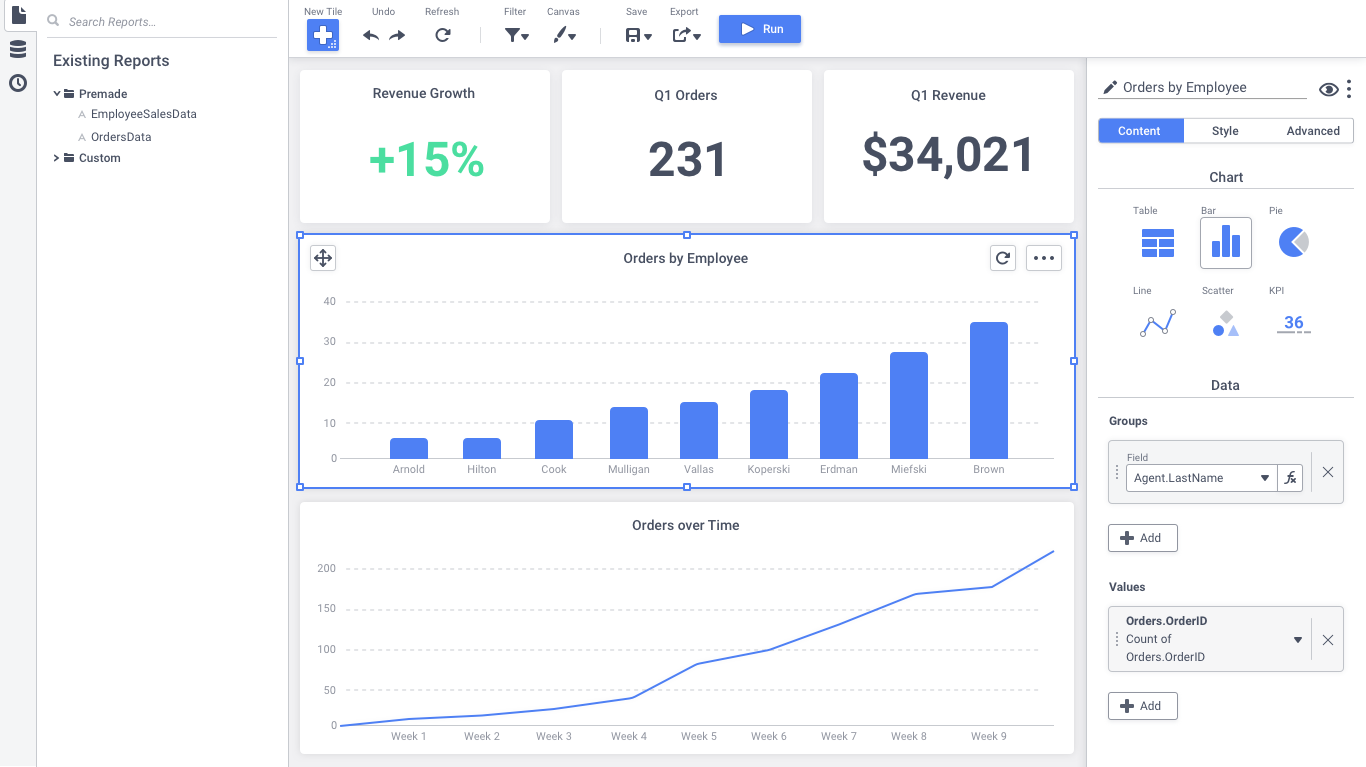 Search Reports...
Existing Reports
Premade
EmployeeSalesData
OrdersData
Custom
New Tile
Undo
Refresh
Filter
Canvas
Save
Export
Run
Revenue Growth
+15%
Q1 Orders
231
Q1 Revenue
$34,021
Orders by Employee
40
30
20
10
0
Arnold
Hilton
Cook
Mulligan
Vallas
Koperski
Erdman
Miefski
Brown
Orders over Time
200
150
100
50
0
Week 1
Week 2
Week 3
Week 4
Week 5
Week 6
Week 7
Week 8
Week 9
Orders by Employee
Content
Style
Advanced
Chart
Table
Bar
Pie
Line
Scatter
KPI
36
Data
Groups
Field
Agent.LastName
fx
Add
Values
Orders.OrderID
Count of
Orders.OrderID
Add